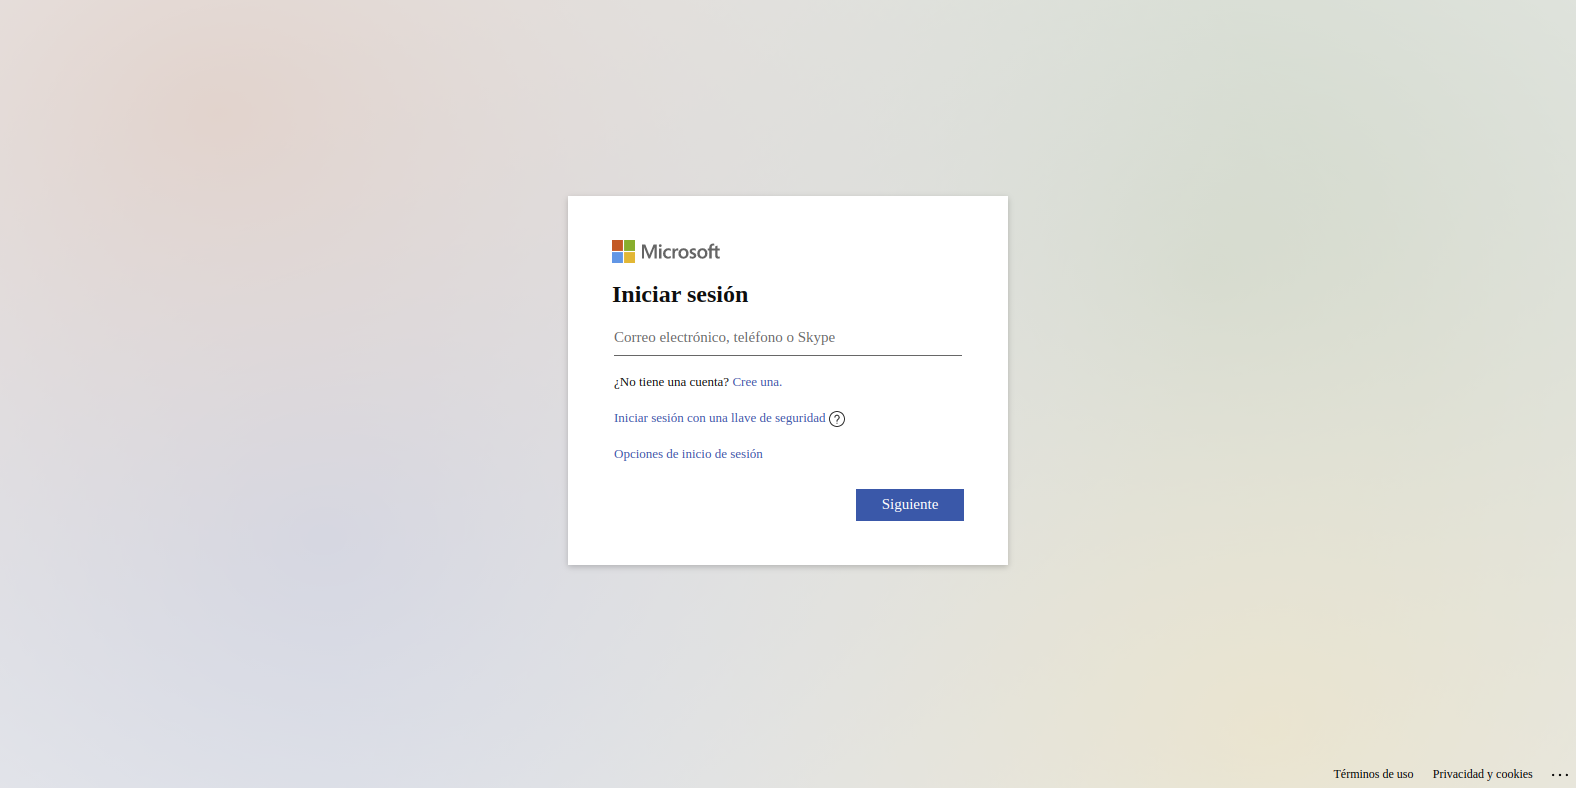 Microsoft
Iniciar sesión
Correo electrónico, teléfono o Skype
¿No tiene una cuenta? Cree una.
Iniciar sesión con una llave de seguridad ?
Opciones de inicio de sesión
Siguiente
Términos de uso Privacidad y cookies ...